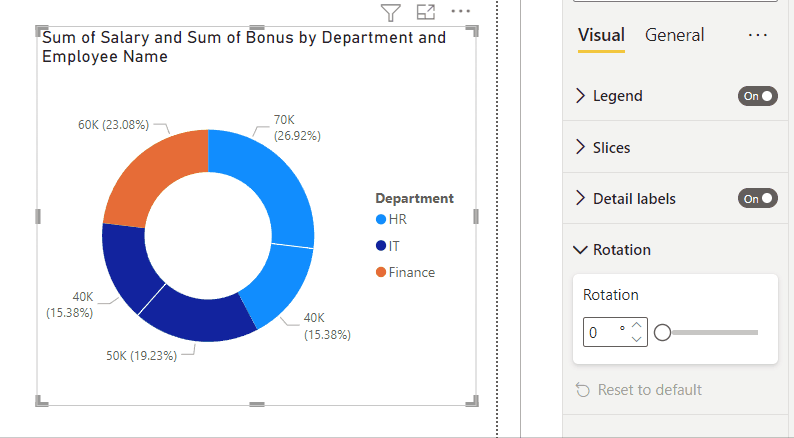 Sum of Salary and Sum of Bonus by Department and
Employee Name
60K (23.08%)
70K
(26.92%)
40K
(15.38%)
50K (19.23%)
40K
(15.38%)
Department
HR
IT
Finance
Visual
General
Legend
On
Slices
Detail labels
On
Rotation
Rotation
0 °
Reset to default